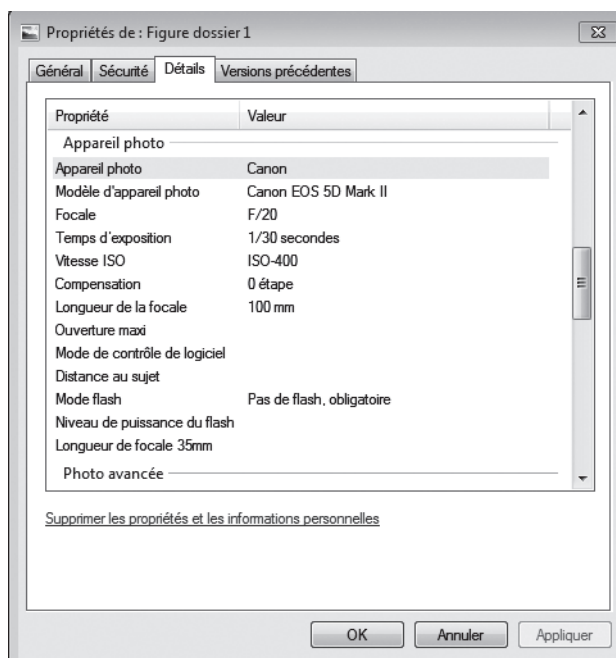 Propriétés de : Figure dossier 1
Général Sécurité Détails Versions précédentes
Propriété Valeur
Appareil photo
Appareil photo Canon
Modèle d'appareil photo Canon EOS 5D Mark II
Focale F/20
Temps d'exposition 1/30 secondes
Vitesse ISO ISO-400
Compensation 0 étape
Longueur de la focale 100 mm
Ouverture maxi
Mode de contrôle de logiciel
Distance au sujet
Mode flash Pas de flash, obligatoire
Niveau de puissance du flash
Longueur de focale 35mm
Photo avancée
Supprimer les propriétés et les informations personnelles
OK Annuler Appliquer